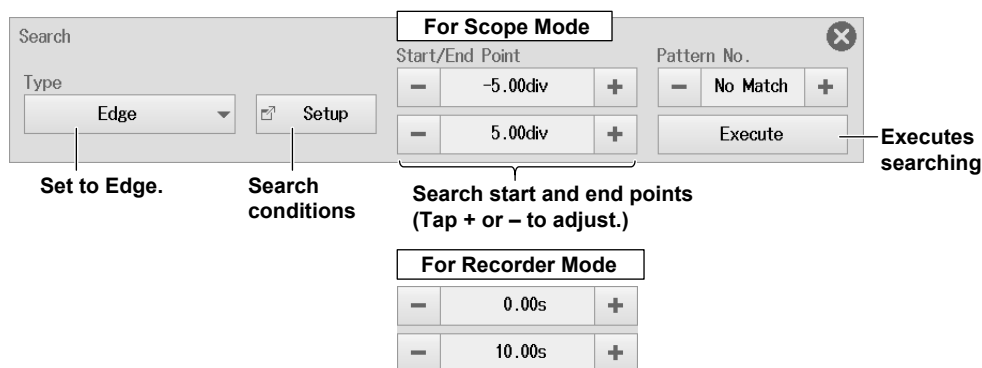 For Scope Mode
Search
Start/End Point
Pattern No.
Type
− -5.00div +
− No Match +
Edge
Setup
− 5.00div +
Execute
Executes
searching
Set to Edge.
Search
conditions
Search start and end points
(Tap + or – to adjust.)
For Recorder Mode
− 0.00s +
− 10.00s +